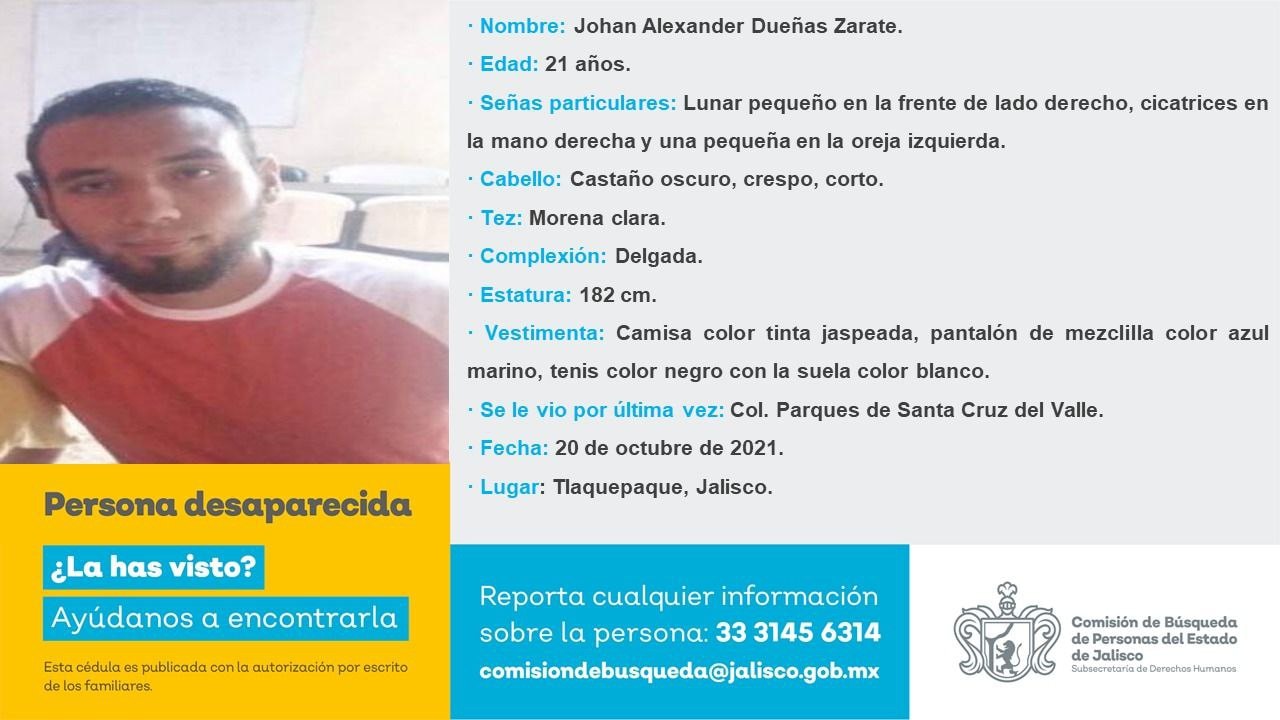 · Nombre: Johan Alexander Dueñas Zarate.
· Edad: 21 años.
· Señas particulares: Lunar pequeño en la frente de lado derecho, cicatrices en
la mano derecha y una pequeña en la oreja izquierda.
· Cabello: Castaño oscuro, crespo, corto.
· Tez: Morena clara.
· Complexión: Delgada.
· Estatura: 182 cm.
· Vestimenta: Camisa color tinta jaspeada, pantalón de mezclilla color azul
marino, tenis color negro con la suela color blanco.
· Se le vio por última vez: Col. Parques de Santa Cruz del Valle.
· Fecha: 20 de octubre de 2021.
· Lugar: Tlaquepaque, Jalisco.
Persona desaparecida
¿La has visto?
Ayúdanos a encontrarla
Esta cédula es publicada con la autorización por escrito
de los familiares.
Reporta cualquier información
sobre la persona: 33 3145 6314
comisiondebusqueda@jalisco.gob.mx
Comisión de Búsqueda
de Personas del Estado
de Jalisco
Subsecretaría de Derechos Humanos